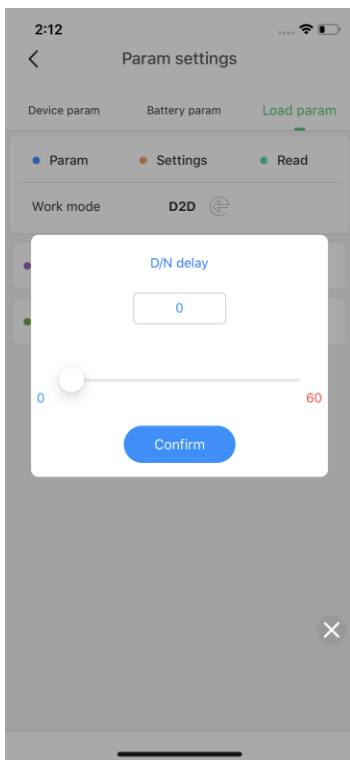 2:12
Param settings
Device param Battery param Load param
Param Settings Read
Work mode D2D
D/N delay
0
0 60
Confirm